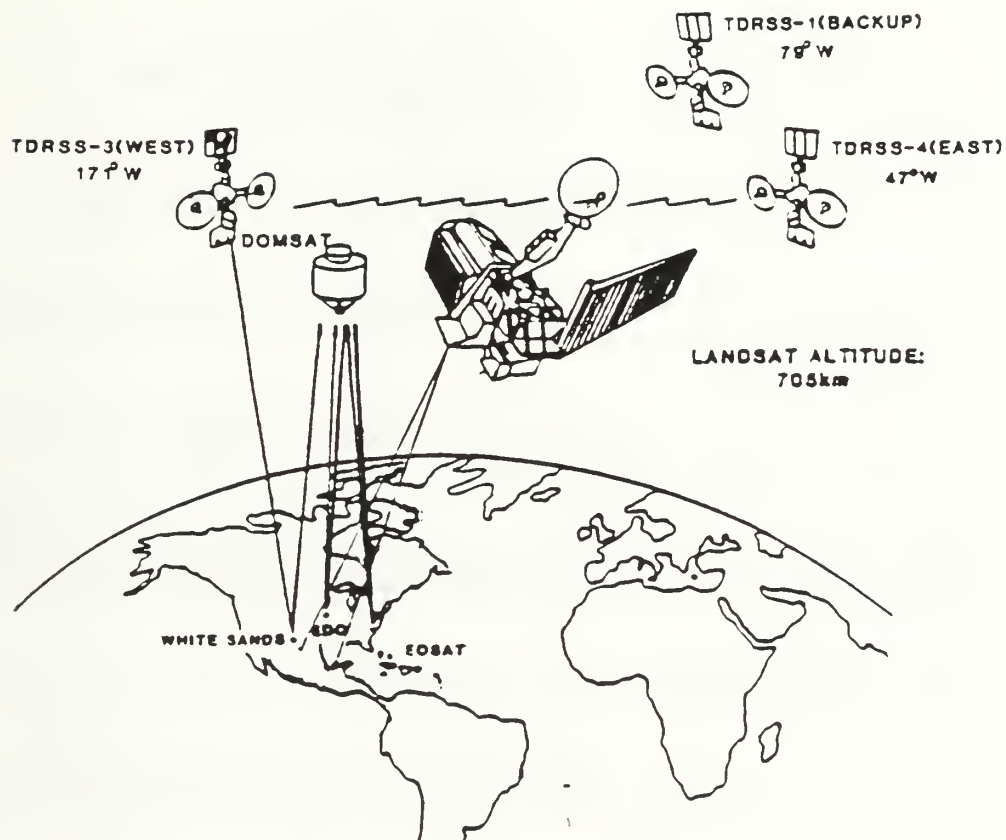 TDRSS-1(BACKUP)
79° W
TDRSS-3(WEST)
171° W
TDRSS-4(EAST)
47° W
DOMSAT
LANDSAT ALTITUDE:
705km
WHITE SANDS
EOSAT